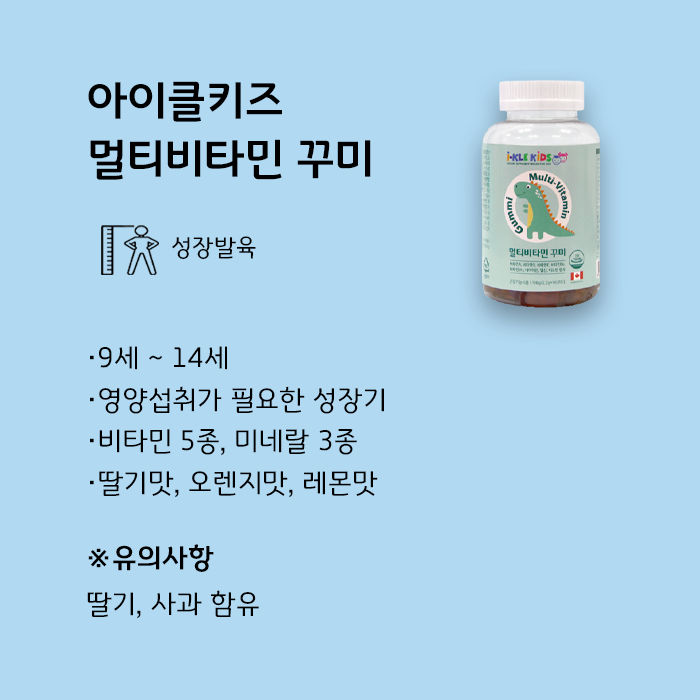 아이클키즈
멀티비타민 꾸미
성장발육
·9세 ~ 14세
·영양섭취가 필요한 성장기
·비타민 5종, 미네랄 3종
·딸기맛, 오렌지맛, 레몬맛
※유의사항
딸기, 사과 함유
i-KLE KiDS
Gummi Multi-Vitamin
멀티비타민 꾸미